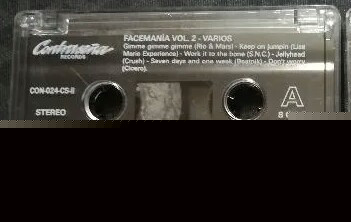 Contraseña
RECORDS
FACEMANÍA VOL. 2 - VARIOS
Gimme gimme gimme (Rio & Mars) - Keep on jumpin (Lisa
Marie Experience) - Work it to the bone (S.N.C.) - Jellyhead
(Crush) - Seven days and one week (Beatnik) - Don't worry
(Cicero).
CON-024-CS-II
STEREO
A